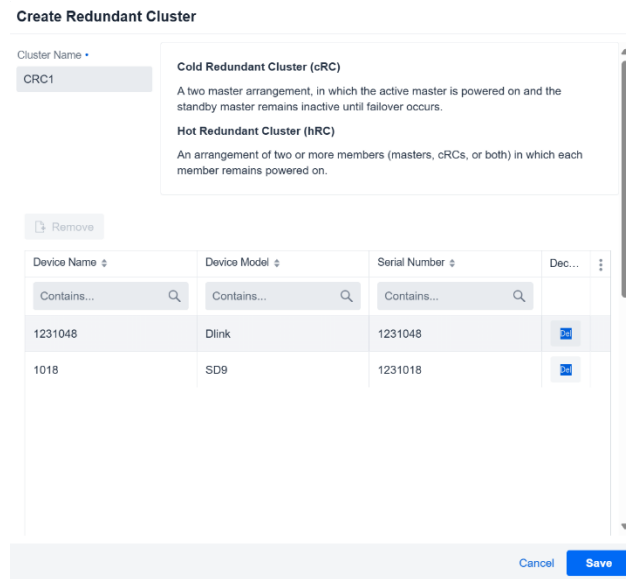 Create Redundant Cluster
Cluster Name •
CRC1
Cold Redundant Cluster (cRC)
A two master arrangement, in which the active master is powered on and the
standby master remains inactive until failover occurs.
Hot Redundant Cluster (hRC)
An arrangement of two or more members (masters, cRCs, or both) in which each
member remains powered on.
Remove
Device Name Device Model Serial Number Dec...
Contains... Contains... Contains...
1231048 Dlink 1231048 Del
1018 SD9 1231018 Del
Cancel Save